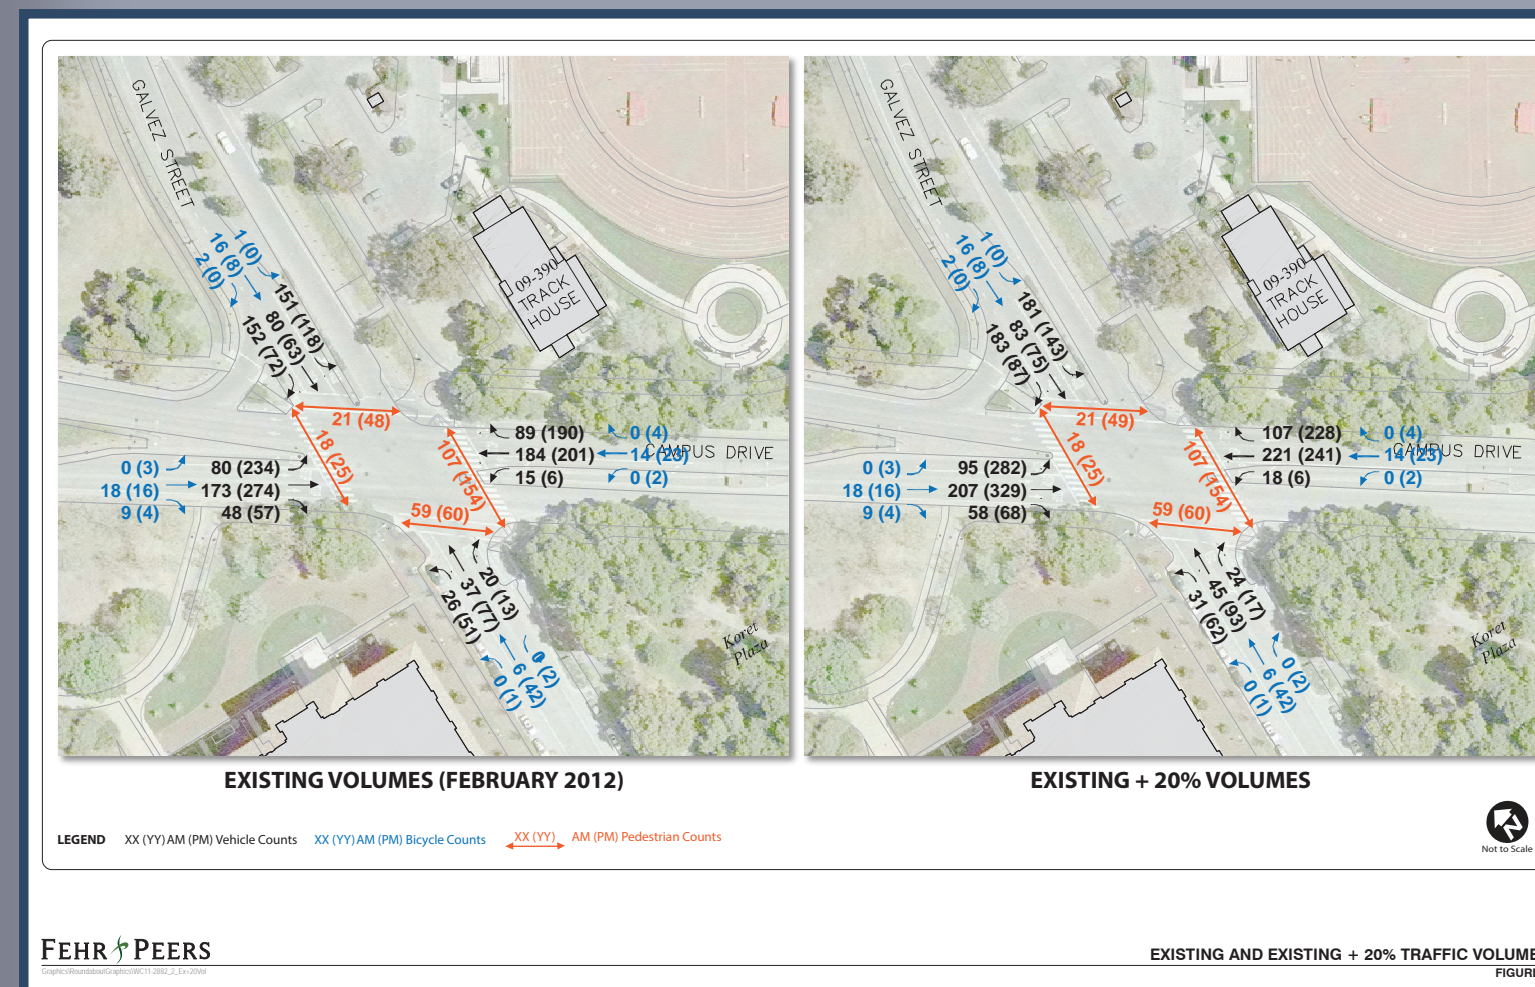 GALVEZ STREET
1 (0)
16 (8)
2 (0)
151 (118)
80 (63)
152 (72)
09-390
TRACK
HOUSE
21 (48)
18 (25)
107 (154)
59 (60)
89 (190)
184 (201)
15 (6)
0 (4)
14 (23)
0 (2)
CAMPUS DRIVE
0 (3)
18 (16)
9 (4)
80 (234)
173 (274)
48 (57)
20 (13)
37 (77)
26 (51)
0 (2)
6 (42)
0 (1)
Koret
Plaza
EXISTING VOLUMES (FEBRUARY 2012)
GALVEZ STREET
1 (0)
16 (8)
2 (0)
181 (143)
83 (75)
183 (87)
09-390
TRACK
HOUSE
21 (49)
18 (25)
107 (154)
59 (60)
107 (228)
221 (241)
18 (6)
0 (4)
14 (23)
0 (2)
CAMPUS DRIVE
0 (3)
18 (16)
9 (4)
95 (282)
207 (329)
58 (68)
24 (17)
45 (93)
31 (62)
0 (2)
6 (42)
0 (1)
Koret
Plaza
EXISTING + 20% VOLUMES
LEGEND XX (YY) AM (PM) Vehicle Counts XX (YY) AM (PM) Bicycle Counts XX (YY) AM (PM) Pedestrian Counts
Not to Scale
FEHR PEERS
Graphics\RoundaboutGraphics\WC11-2882_2_Ex+20Vol
EXISTING AND EXISTING + 20% TRAFFIC VOLUME
FIGURE